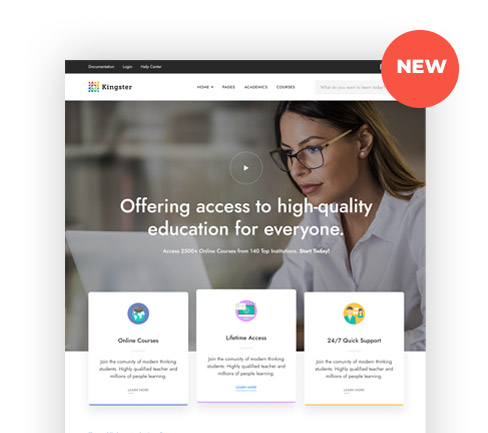 NEW
Documentation Login Help Center
Kingster HOME PAGES ACADEMICS COURSES What do you want to learn today?
Offering access to high-quality
education for everyone.
Access 2500+ Online Courses from 140 Top Institutions. Start Today!
Online Courses
Join the comunity of modern thinking
students. Highly qualified teacher and
millions of people learning.
LEARN MORE
Lifetime Access
Join the comunity of modern thinking
students. Highly qualified teacher and
millions of people learning.
LEARN MORE
24/7 Quick Support
Join the comunity of modern thinking
students. Highly qualified teacher and
millions of people learning.
LEARN MORE